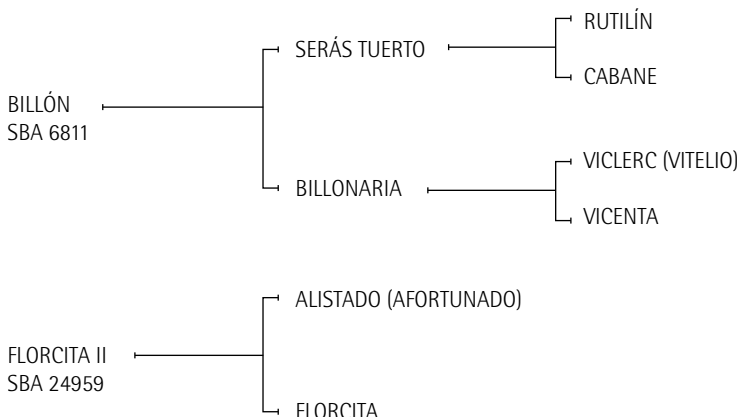 RUTILÍN
SERÁS TUERTO
CABANE
BILLÓN
SBA 6811
VICLERC (VITELIO)
BILLONARIA
VICENTA
ALISTADO (AFORTUNADO)
FLORCITA II
SBA 24959
FLORCITA